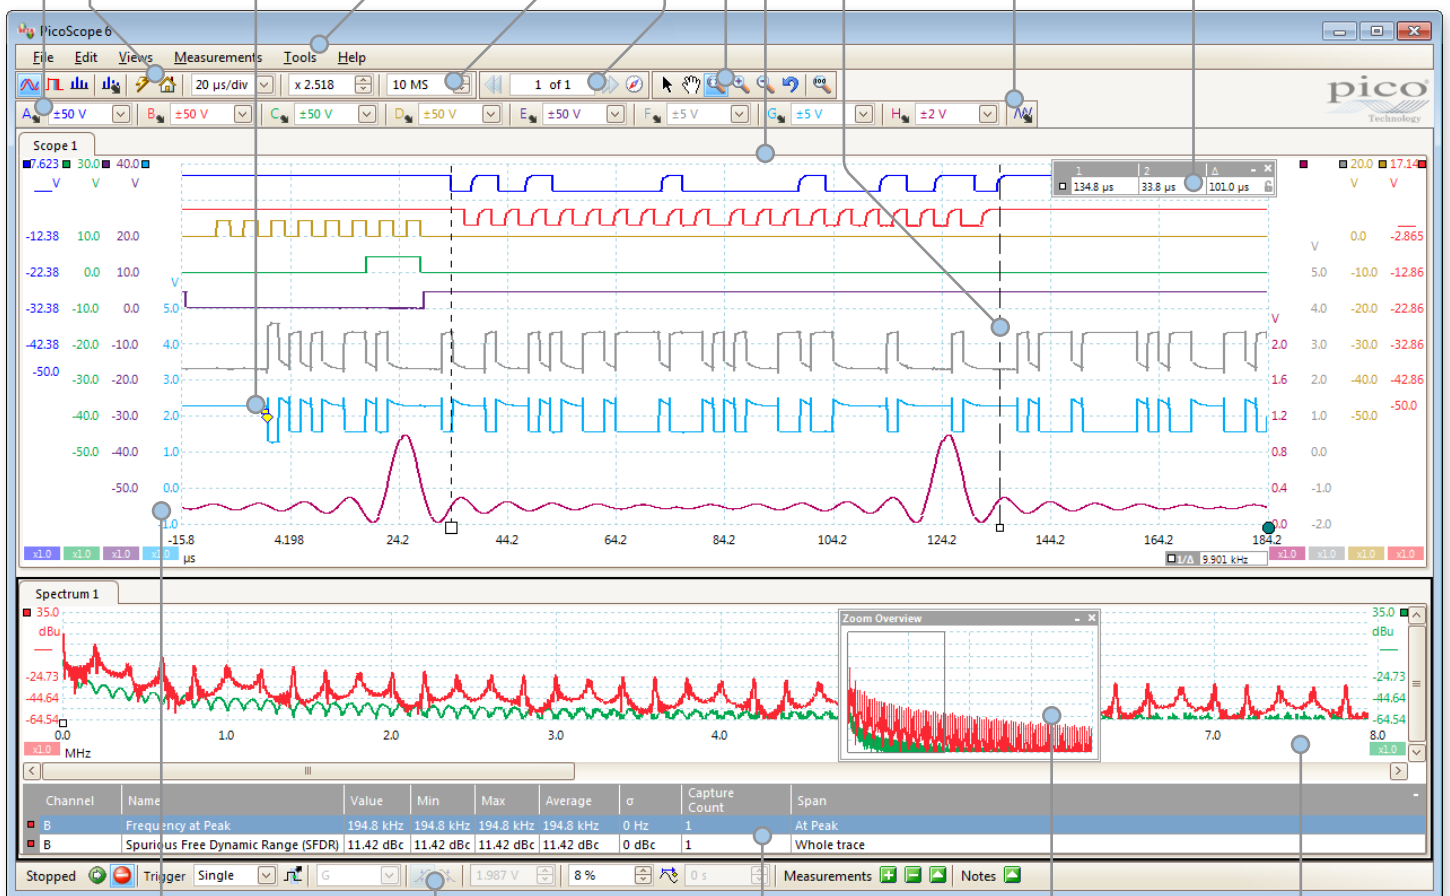 PicoScope 6
File Edit Views Measurements Tools Help
20 µs/div x 2.518 10 MS 1 of 1
pico
Technology
A ±50 V B ±50 V C ±50 V D ±50 V E ±50 V F ±5 V G ±5 V H ±2 V
Scope 1
7.623 30.0 40.0 20.0 17.14
V V V V V
1 2 Δ
134.8 µs 33.8 µs 101.0 µs
-12.38 10.0 20.0 V 0.0 -2.865
-22.38 0.0 10.0 V 5.0 -10.0 -12.86
-32.38 -10.0 0.0 5.0 V 4.0 -20.0 -22.86
-42.38 -20.0 -10.0 4.0 2.0 3.0 -30.0 -32.86
-50.0 -30.0 -20.0 3.0 1.6 2.0 -40.0 -42.86
-40.0 -30.0 2.0 1.2 1.0 -50.0 -50.0
-50.0 -40.0 1.0 0.8 0.0
-50.0 0.0 0.4 -1.0
-1.0 0.0 -2.0
-15.8 4.198 24.2 44.2 64.2 84.2 104.2 124.2 144.2 164.2 184.2
x1.0 x1.0 x1.0 x1.0 µs 1/Δ 9.901 kHz x1.0 x1.0 x1.0 x1.0
Spectrum 1
35.0 35.0
dBu dBu
Zoom Overview
-24.73 -24.73
-44.64 -44.64
-64.54 -64.54
0.0 1.0 2.0 3.0 4.0 7.0 8.0
x1.0 MHz x1.0
Channel Name Value Min Max Average σ Capture Count Span
B Frequency at Peak 194.8 kHz 194.8 kHz 194.8 kHz 194.8 kHz 0 Hz 1 At Peak
B Spurious Free Dynamic Range (SFDR) 11.42 dBc 11.42 dBc 11.42 dBc 11.42 dBc 0 dBc 1 Whole trace
Stopped Trigger Single G 1.987 V 8 % 0 s Measurements Notes